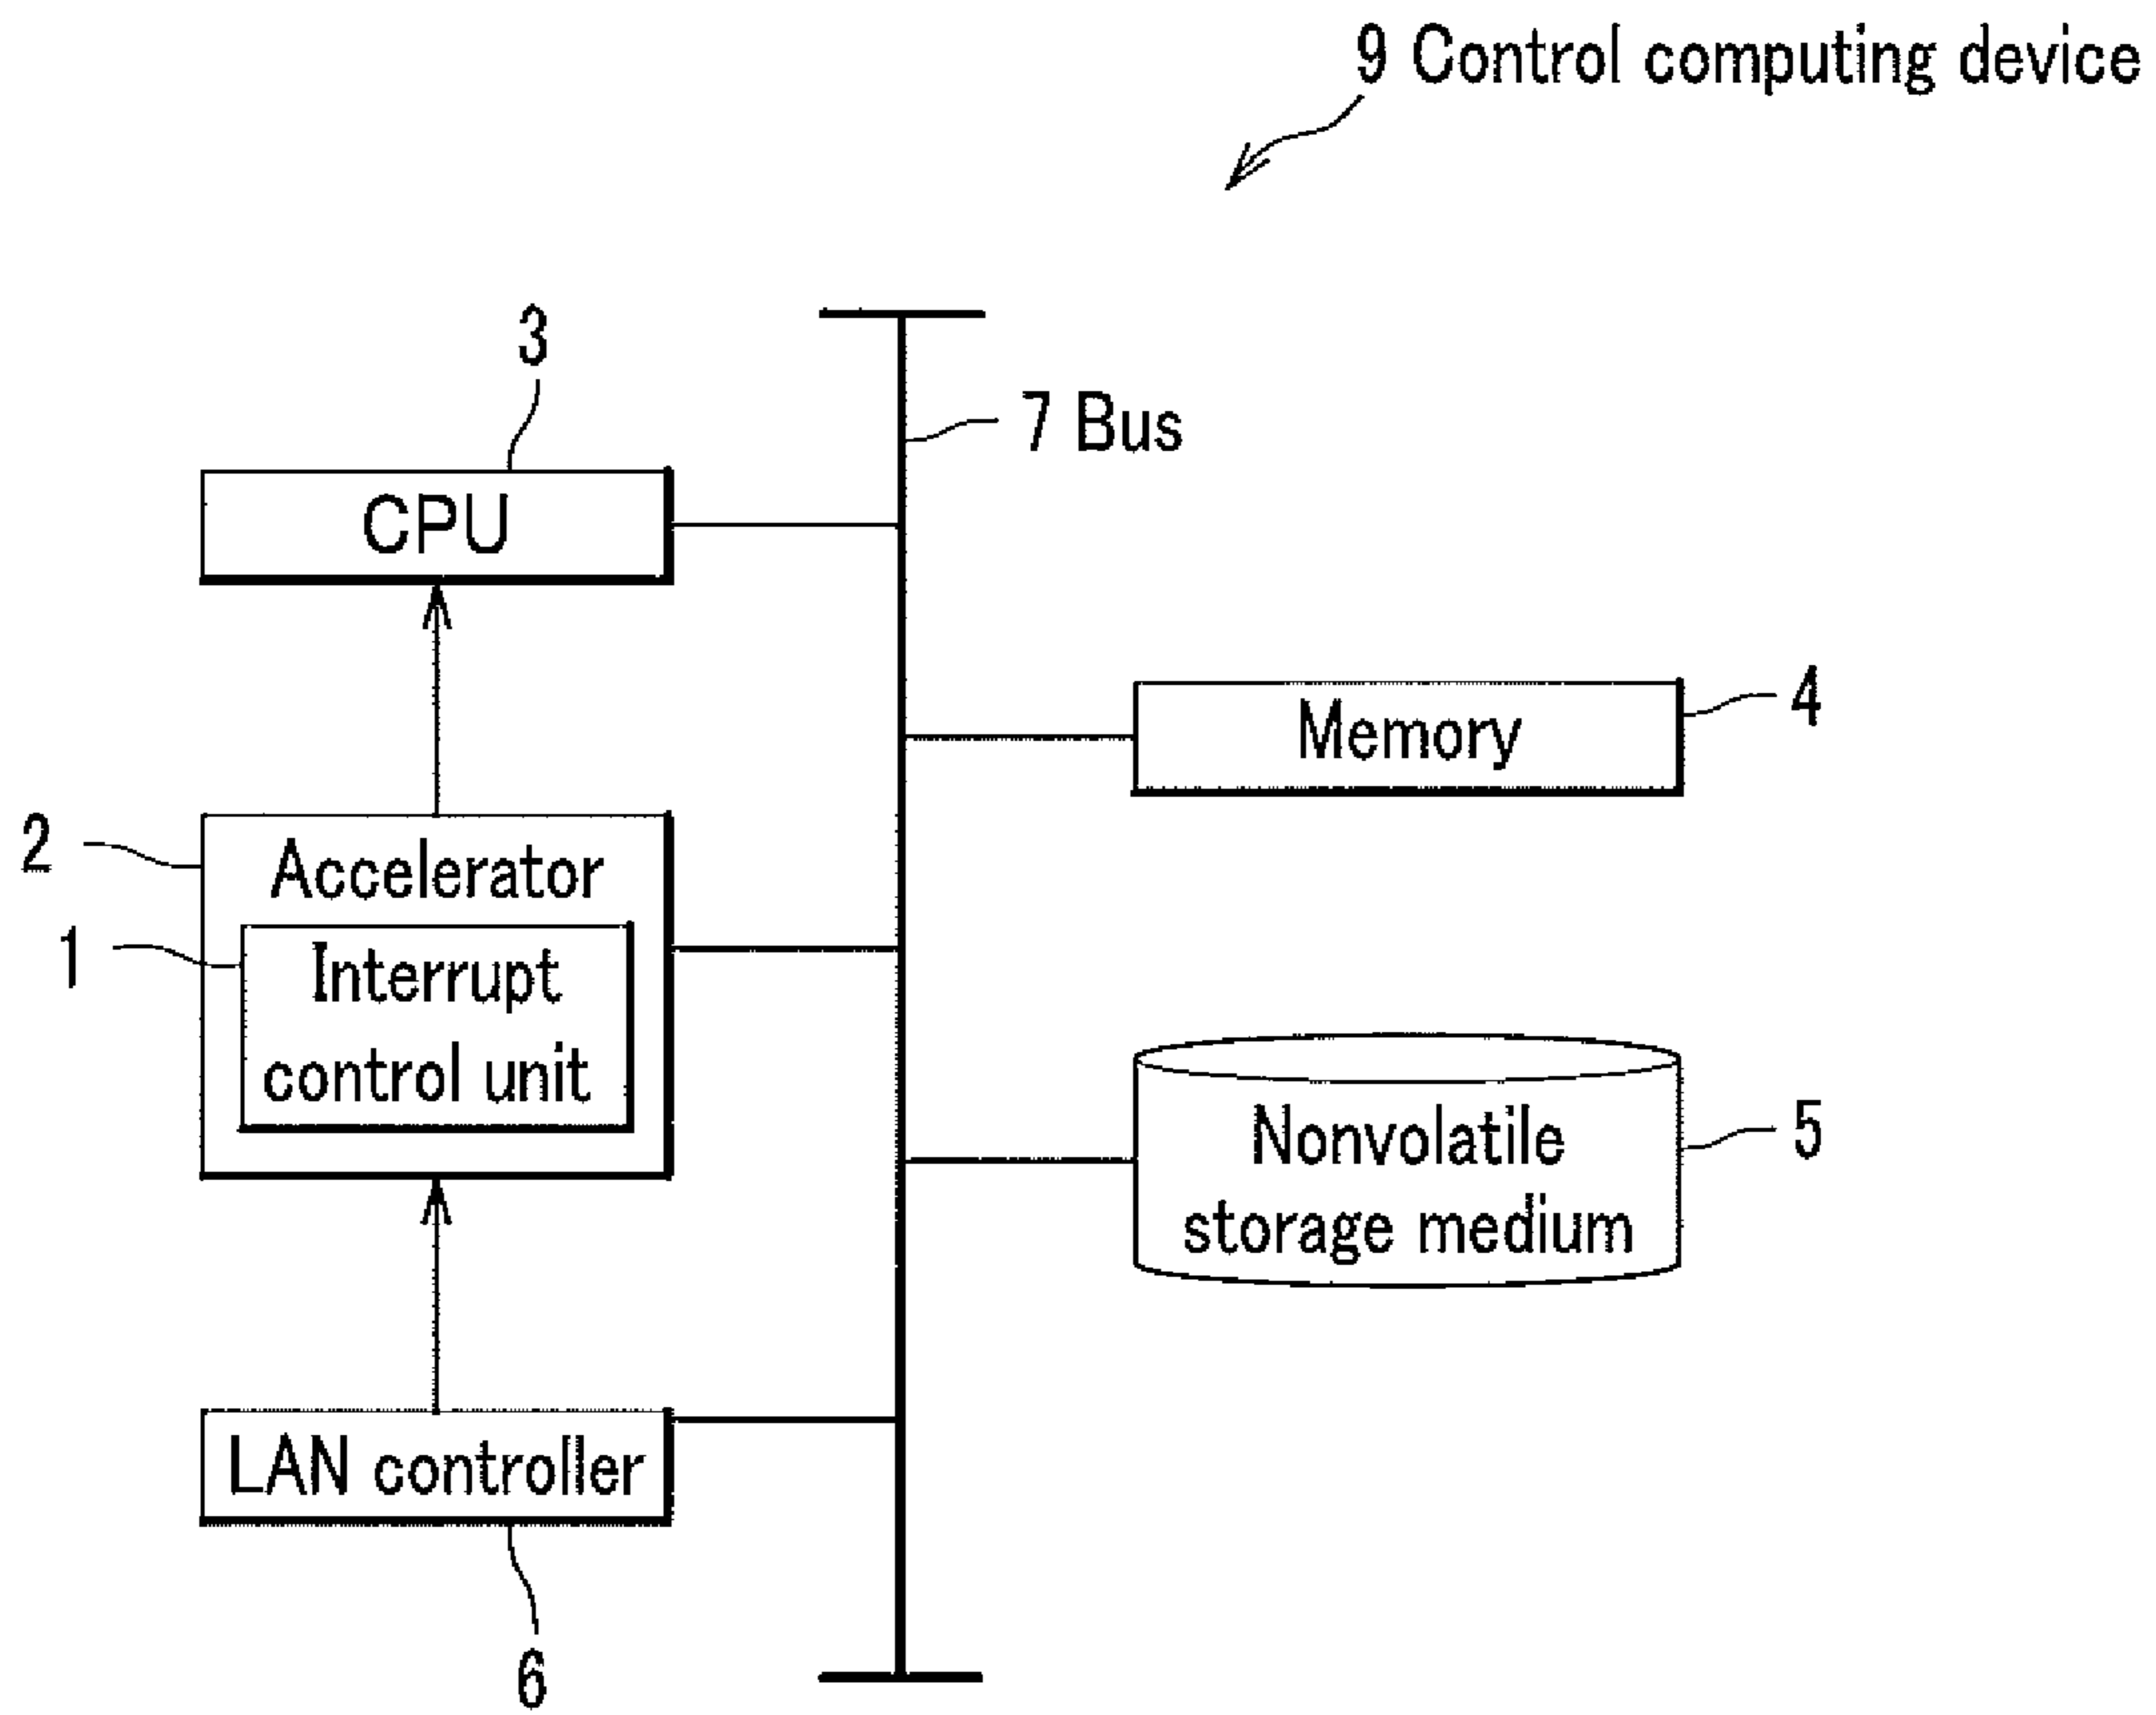 9 Control computing device
3
7 Bus
CPU
Memory
4
2
Accelerator
1
Interrupt
control unit
Nonvolatile
storage medium
5
LAN controller
6